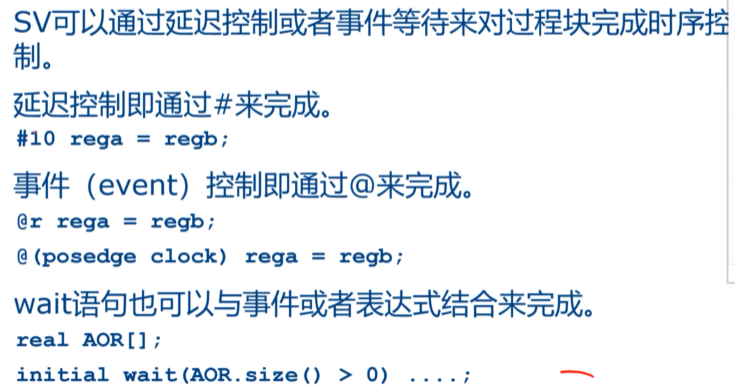 SV可以通过延迟控制或者事件等待来对过程块完成时序控
制。
延迟控制即通过#来完成。
#10 rega = regb;
事件（event）控制即通过@来完成。
@r rega = regb;
@(posedge clock) rega = regb;
wait语句也可以与事件或者表达式结合来完成。
real AOR[];
initial wait(AOR.size() > 0) ....;